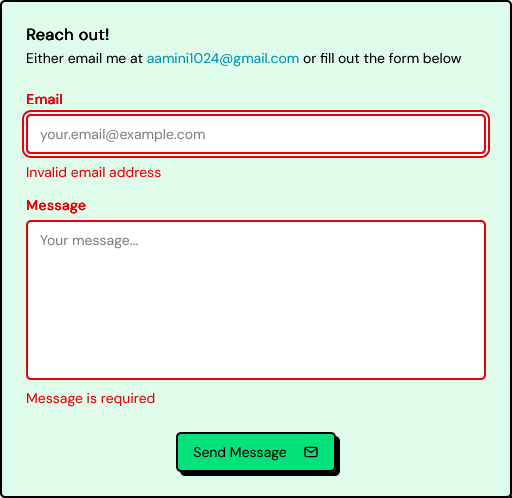 Reach out!
Either email me at aamini1024@gmail.com or fill out the form below
Email
your.email@example.com
Invalid email address
Message
Your message...
Message is required
Send Message